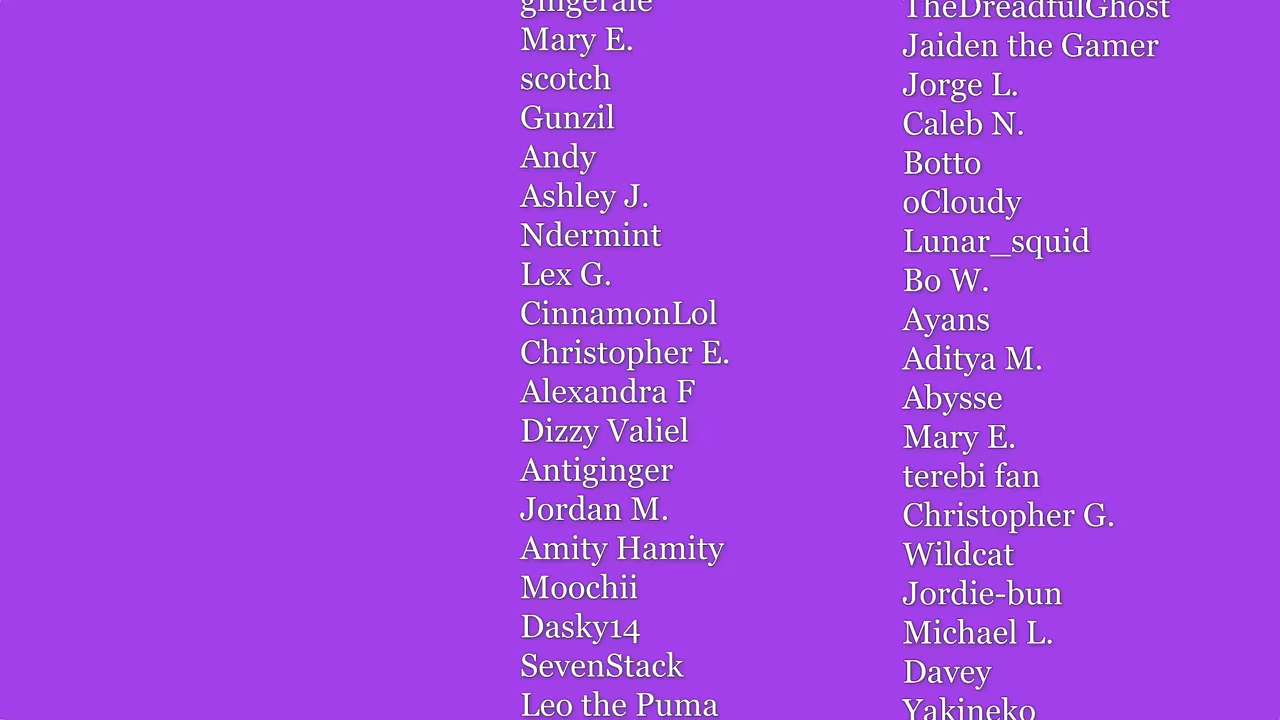 gingerale
Mary E.
scotch
Gunzil
Andy
Ashley J.
Ndermint
Lex G.
CinnamonLol
Christopher E.
Alexandra F
Dizzy Valiel
Antiginger
Jordan M.
Amity Hamity
Moochii
Dasky14
SevenStack
Leo the Puma
TheDreadfulGhost
Jaiden the Gamer
Jorge L.
Caleb N.
Botto
oCloudy
Lunar_squid
Bo W.
Ayans
Aditya M.
Abysse
Mary E.
terebi fan
Christopher G.
Wildcat
Jordie-bun
Michael L.
Davey
Yakineko